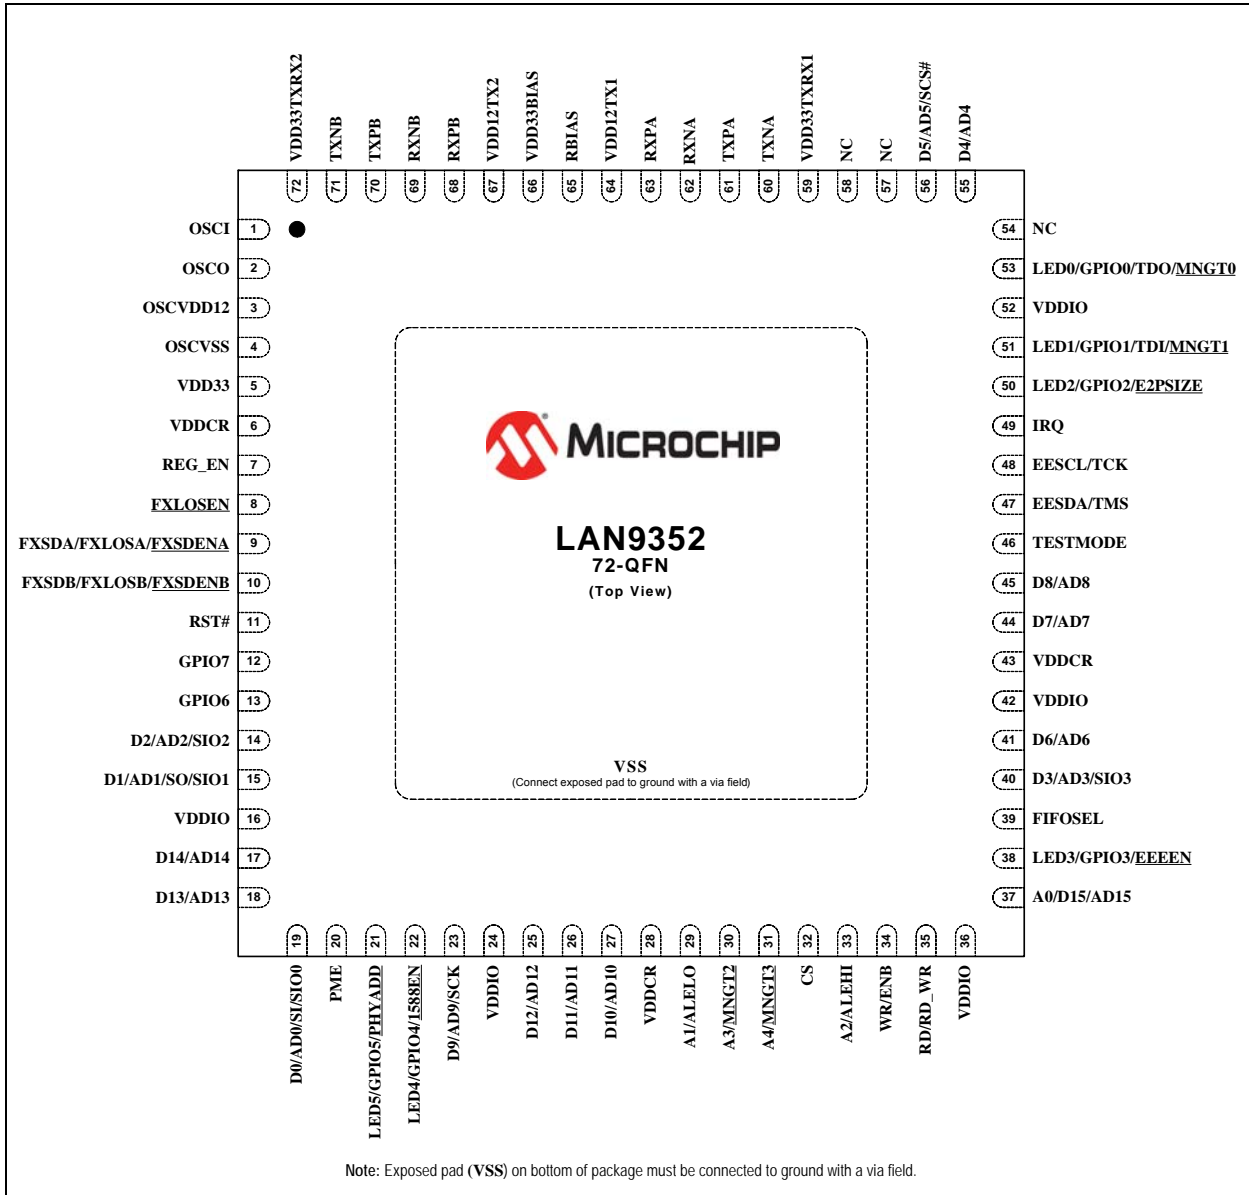 VDD33TXRX2
TXNB
TXPB
RXNB
RXPB
VDD12TX2
VDD33BIAS
RBIAS
VDD12TX1
RXPA
RXNA
TXPA
TXNA
VDD33TXRX1
NC
NC
D5/AD5/SCS#
D4/AD4
72 71 70 69 68 67 66 65 64 63 62 61 60 59 58 57 56 55
OSCI 1
OSCO 2
OSCVDD12 3
OSCVSS 4
VDD33 5
VDDCR 6
REG_EN 7
FXLOSEN 8
FXSDA/FXLOSA/FXSDENA 9
FXSDB/FXLOSB/FXSDENB 10
RST# 11
GPIO7 12
GPIO6 13
D2/AD2/SIO2 14
D1/AD1/SO/SIO1 15
VDDIO 16
D14/AD14 17
D13/AD13 18
MICROCHIP
LAN9352
72-QFN
(Top View)
VSS
(Connect exposed pad to ground with a via field)
54 NC
53 LED0/GPIO0/TDO/MNGT0
52 VDDIO
51 LED1/GPIO1/TDI/MNGT1
50 LED2/GPIO2/E2PSIZE
49 IRQ
48 EESCL/TCK
47 EESDA/TMS
46 TESTMODE
45 D8/AD8
44 D7/AD7
43 VDDCR
42 VDDIO
41 D6/AD6
40 D3/AD3/SIO3
39 FIFOSEL
38 LED3/GPIO3/EEEEN
37 A0/D15/AD15
19 20 21 22 23 24 25 26 27 28 29 30 31 32 33 34 35 36
D0/AD0/SI/SIO0
PME
LED5/GPIO5/PHYADD
LED4/GPIO4/1588EN
D9/AD9/SCK
VDDIO
D12/AD12
D11/AD11
D10/AD10
VDDCR
A1/ALELO
A3/MNGT2
A4/MNGT3
CS
A2/ALEHI
WR/ENB
RD/RD_WR
VDDIO
Note: Exposed pad (VSS) on bottom of package must be connected to ground with a via field.